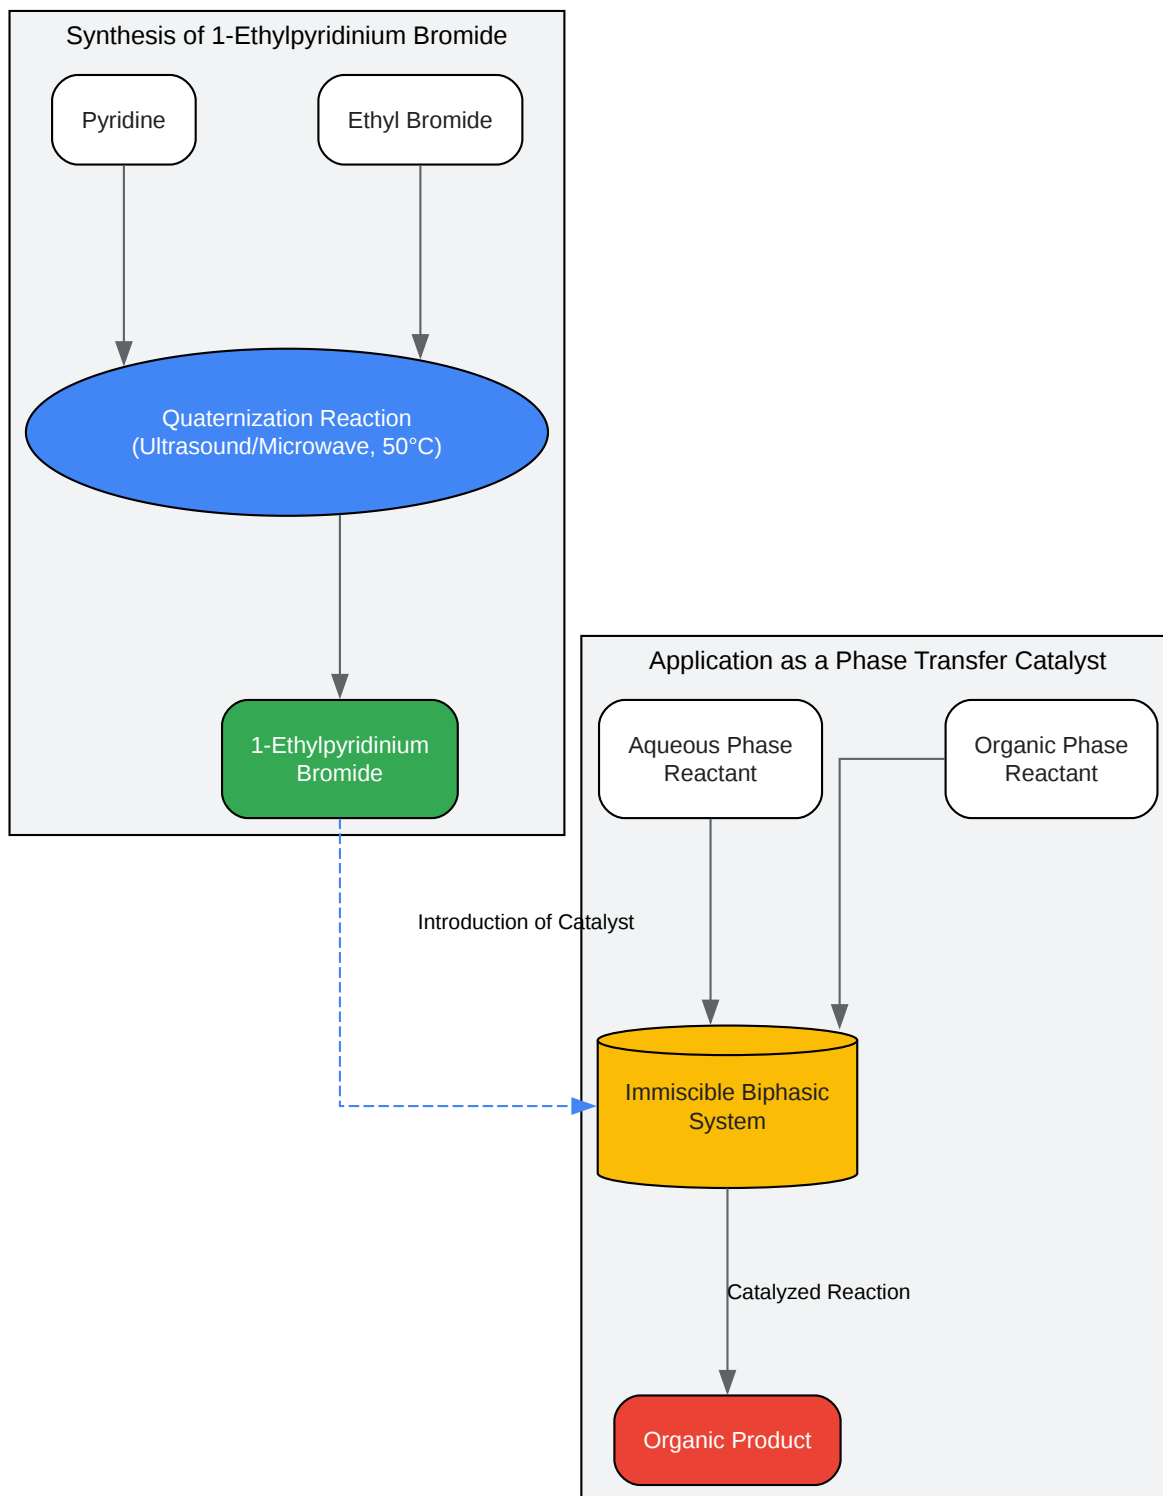 Synthesis of 1-Ethylpyridinium Bromide
Pyridine
Ethyl Bromide
Quaternization Reaction
(Ultrasound/Microwave, 50°C)
1-Ethylpyridinium
Bromide
Application as a Phase Transfer Catalyst
Aqueous Phase
Reactant
Organic Phase
Reactant
Introduction of Catalyst
Immiscible Biphasic
System
Catalyzed Reaction
Organic Product